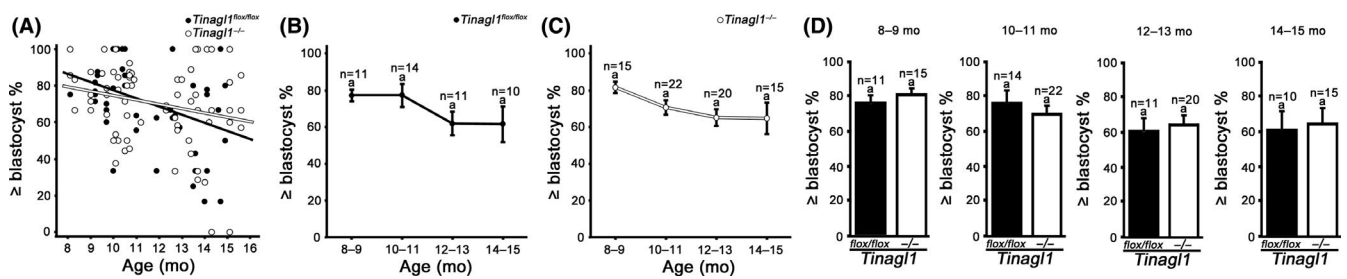 (A)
● Tinagl1flox/flox
○ Tinagl1−/−
≥ blastocyst %
100
80
60
40
20
0
8 9 10 11 12 13 14 15 16
Age (mo)
(B)
● Tinagl1flox/flox
≥ blastocyst %
100
80
60
40
20
0
n=11
a
n=14
a
n=11
a
n=10
a
8–9 10–11 12–13 14–15
Age (mo)
(C)
○ Tinagl1−/−
≥ blastocyst %
100
80
60
40
20
0
n=15
a
n=22
a
n=20
a
n=15
a
8–9 10–11 12–13 14–15
Age (mo)
(D)
8–9 mo
≥ blastocyst %
100
80
60
40
20
0
n=11
a
n=15
a
flox/flox −/−
Tinagl1
10–11 mo
≥ blastocyst %
100
80
60
40
20
0
n=14
a
n=22
a
flox/flox −/−
Tinagl1
12–13 mo
≥ blastocyst %
100
80
60
40
20
0
n=11
a
n=20
a
flox/flox −/−
Tinagl1
14–15 mo
≥ blastocyst %
100
80
60
40
20
0
n=10
a
n=15
a
flox/flox −/−
Tinagl1